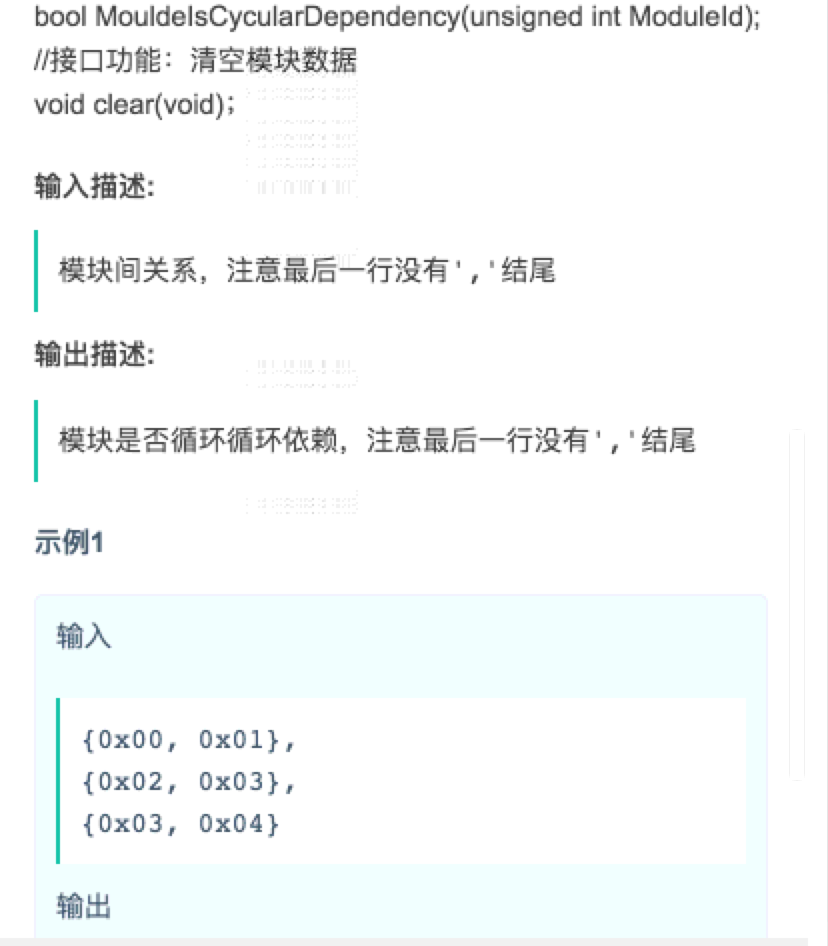 bool MouldeIsCycularDependency(unsigned int ModuleId);
//接口功能：清空模块数据
void clear(void);
输入描述:
模块间关系，注意最后一行没有','结尾
输出描述:
模块是否循环循环依赖，注意最后一行没有','结尾
示例1
输入
{0x00, 0x01},
{0x02, 0x03},
{0x03, 0x04}
输出